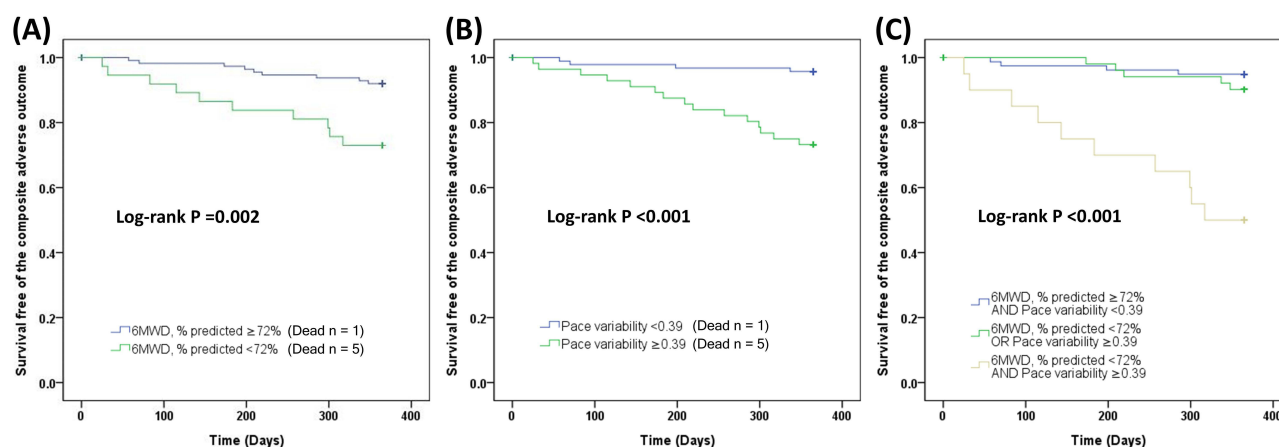 (A)
Survival free of the composite adverse outcome
1.0
0.8
0.6
0.4
0.2
0.0
Log-rank P =0.002
6MWD, % predicted ≥72% (Dead n = 1)
6MWD, % predicted <72% (Dead n = 5)
0 100 200 300 400
Time (Days)
(B)
Survival free of the composite adverse outcome
1.0
0.8
0.6
0.4
0.2
0.0
Log-rank P <0.001
Pace variability <0.39 (Dead n = 1)
Pace variability ≥0.39 (Dead n = 5)
0 100 200 300 400
Time (Days)
(C)
Survival free of the composite adverse outcome
1.0
0.8
0.6
0.4
0.2
0.0
Log-rank P <0.001
6MWD, % predicted ≥72%
AND Pace variability <0.39
6MWD, % predicted <72%
OR Pace variability ≥0.39
6MWD, % predicted <72%
AND Pace variability ≥0.39
0 100 200 300 400
Time (Days)